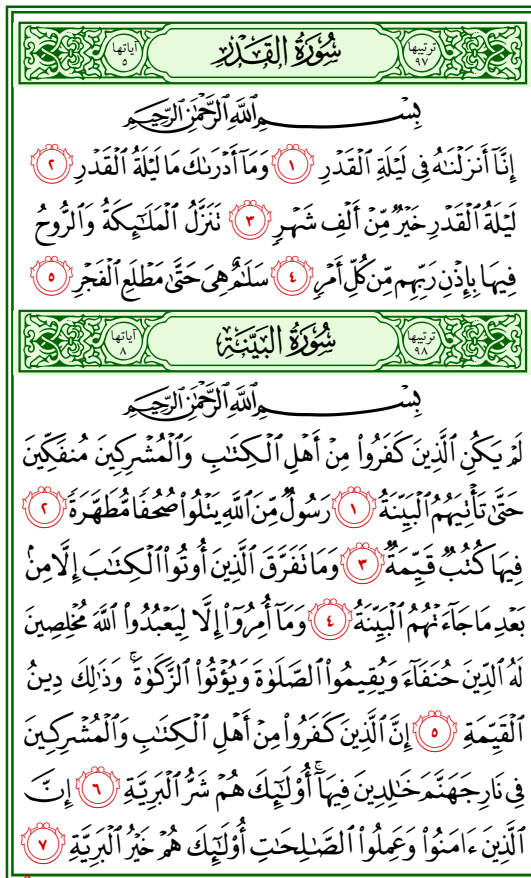 ترتيبها ٩٧ سُورَةُ القَدْرِ آياتها ٥
بِسْمِ ٱللَّهِ ٱلرَّحْمَٰنِ ٱلرَّحِيمِ
إِنَّآ أَنزَلْنَٰهُ فِى لَيْلَةِ ٱلْقَدْرِ ١ وَمَآ أَدْرَىٰكَ مَا لَيْلَةُ ٱلْقَدْرِ ٢
لَيْلَةُ ٱلْقَدْرِ خَيْرٌ مِّنْ أَلْفِ شَهْرٍ ٣ تَنَزَّلُ ٱلْمَلَٰٓئِكَةُ وَٱلرُّوحُ
فِيهَا بِإِذْنِ رَبِّهِم مِّن كُلِّ أَمْرٍ ٤ سَلَٰمٌ هِىَ حَتَّىٰ مَطْلَعِ ٱلْفَجْرِ ٥
ترتيبها ٩٨ سُورَةُ البَيِّنَةِ آياتها ٨
بِسْمِ ٱللَّهِ ٱلرَّحْمَٰنِ ٱلرَّحِيمِ
لَمْ يَكُنِ ٱلَّذِينَ كَفَرُوا۟ مِنْ أَهْلِ ٱلْكِتَٰبِ وَٱلْمُشْرِكِينَ مُنفَكِّينَ
حَتَّىٰ تَأْتِيَهُمُ ٱلْبَيِّنَةُ ١ رَسُولٌ مِّنَ ٱللَّهِ يَتْلُوا۟ صُحُفًا مُّطَهَّرَةً ٢
فِيهَا كُتُبٌ قَيِّمَةٌ ٣ وَمَا تَفَرَّقَ ٱلَّذِينَ أُوتُوا۟ ٱلْكِتَٰبَ إِلَّا مِنۢ
بَعْدِ مَا جَآءَتْهُمُ ٱلْبَيِّنَةُ ٤ وَمَآ أُمِرُوٓا۟ إِلَّا لِيَعْبُدُوا۟ ٱللَّهَ مُخْلِصِينَ
لَهُ ٱلدِّينَ حُنَفَآءَ وَيُقِيمُوا۟ ٱلصَّلَوٰةَ وَيُؤْتُوا۟ ٱلزَّكَوٰةَ ۚ وَذَٰلِكَ دِينُ
ٱلْقَيِّمَةِ ٥ إِنَّ ٱلَّذِينَ كَفَرُوا۟ مِنْ أَهْلِ ٱلْكِتَٰبِ وَٱلْمُشْرِكِينَ
فِى نَارِ جَهَنَّمَ خَٰلِدِينَ فِيهَآ ۚ أُو۟لَٰٓئِكَ هُمْ شَرُّ ٱلْبَرِيَّةِ ٦ إِنَّ
ٱلَّذِينَ ءَامَنُوا۟ وَعَمِلُوا۟ ٱلصَّٰلِحَٰتِ أُو۟لَٰٓئِكَ هُمْ خَيْرُ ٱلْبَرِيَّةِ ٧